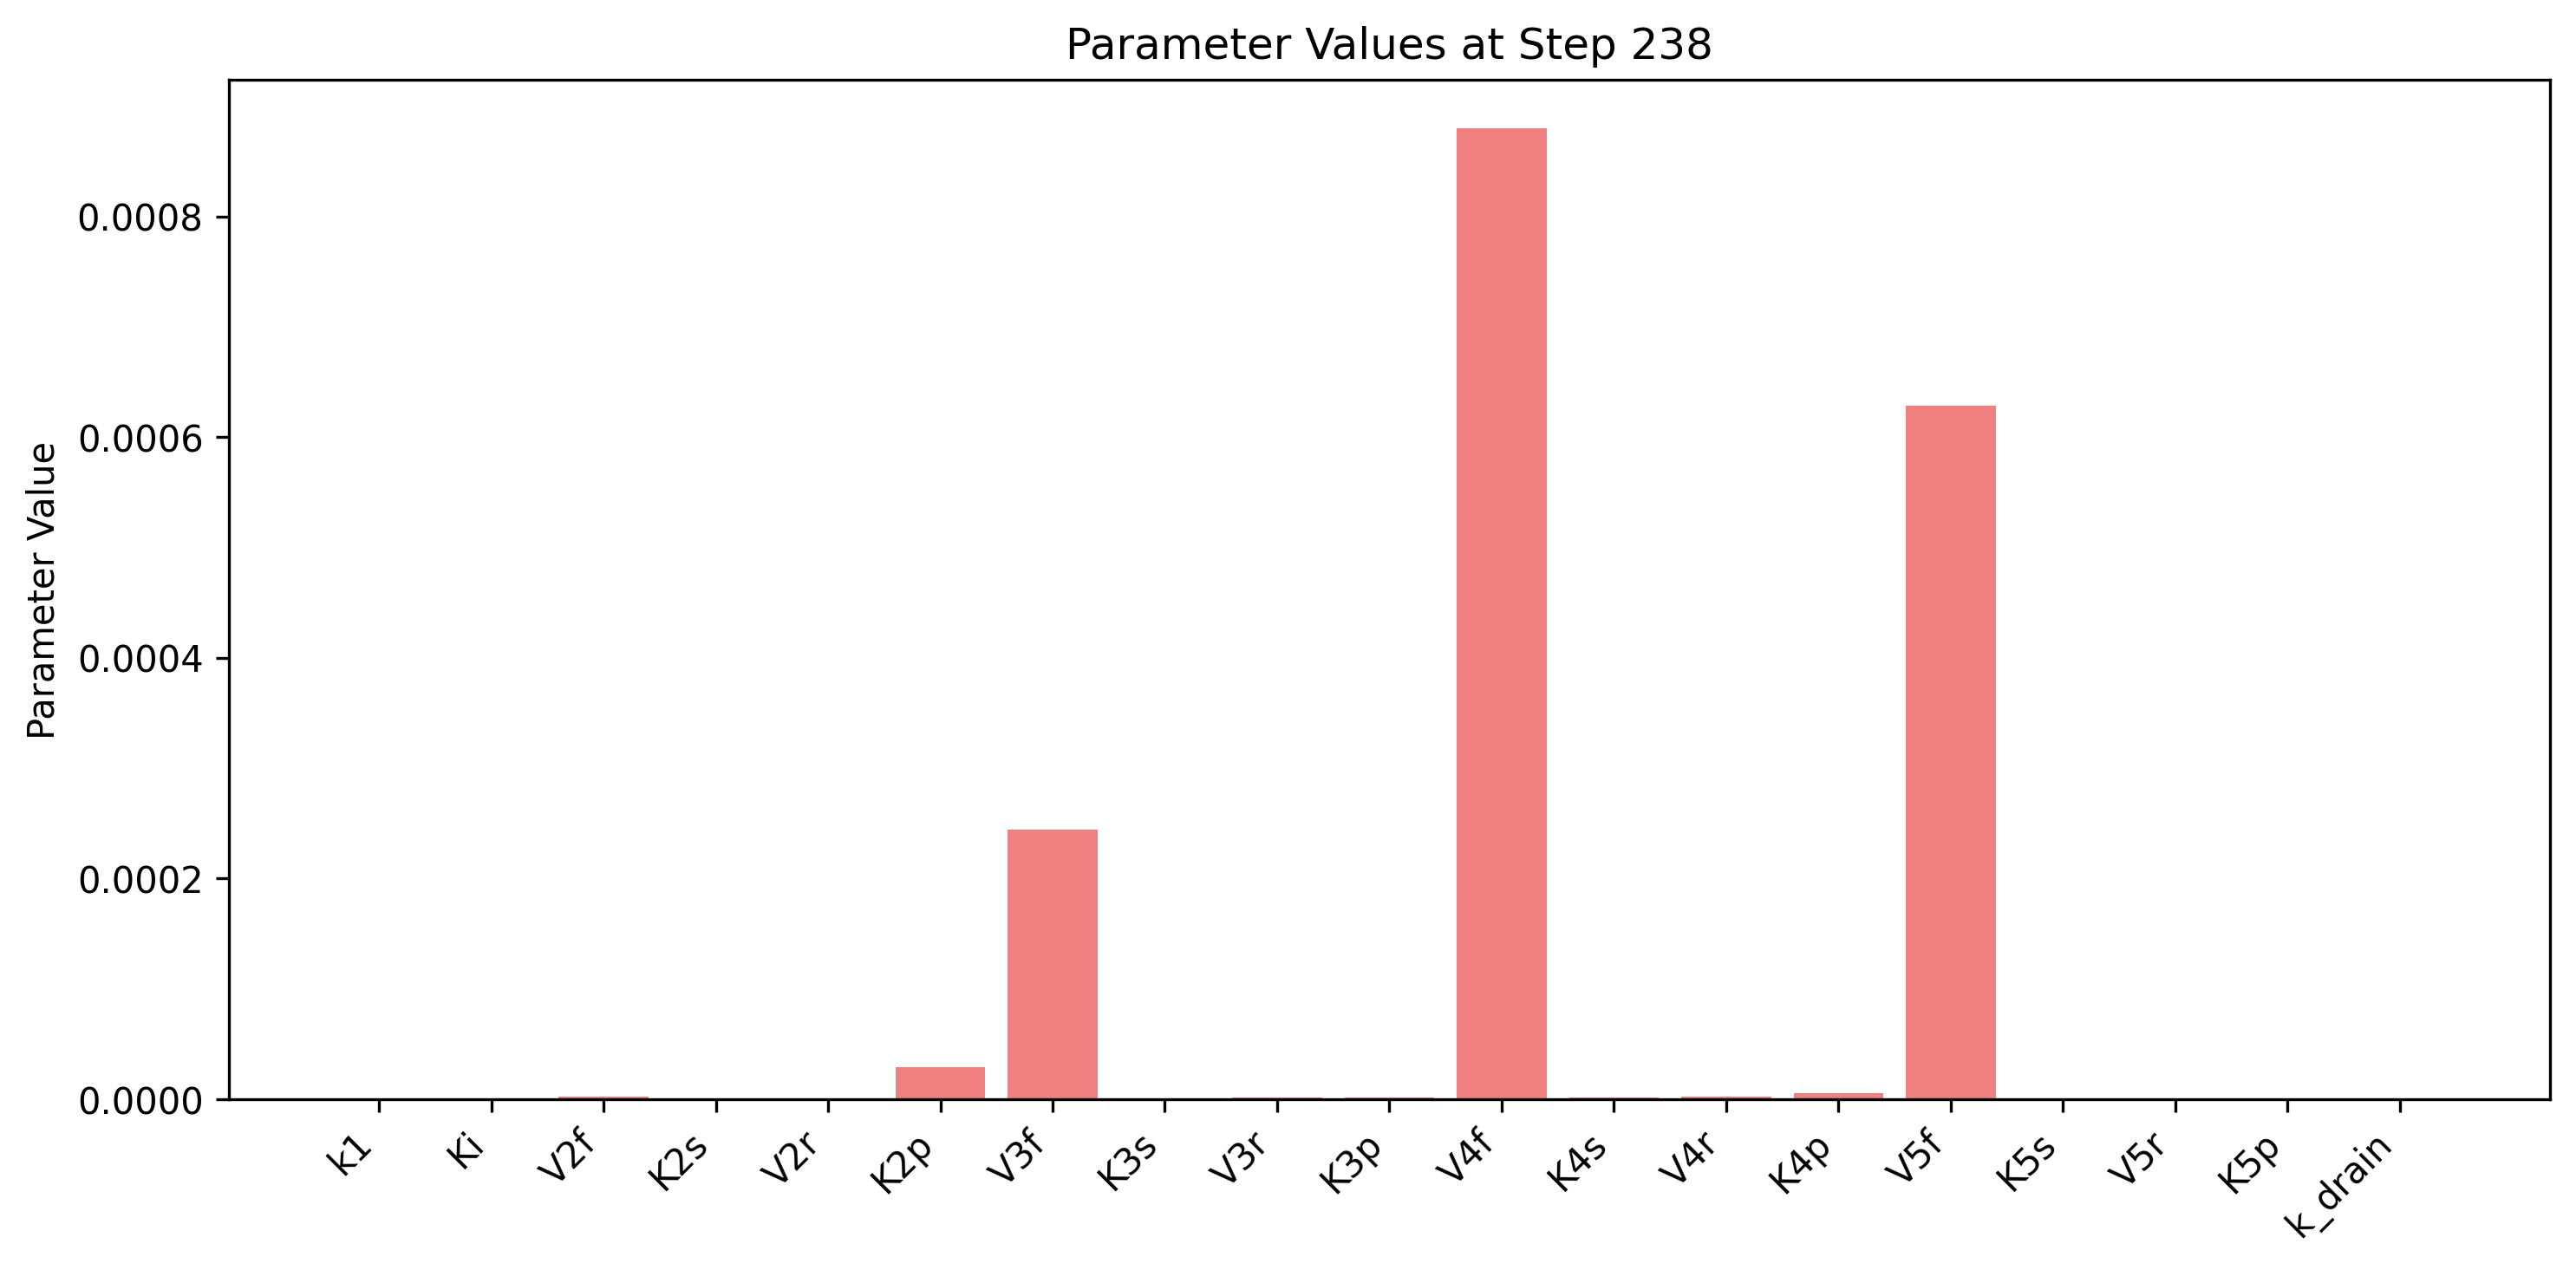 Parameter Values at Step 238
Parameter Value
0.0008
0.0006
0.0004
0.0002
0.0000
k1
Ki
V2f
K2s
V2r
K2p
V3f
K3s
V3r
K3p
V4f
K4s
V4r
K4p
V5f
K5s
V5r
K5p
k_drain